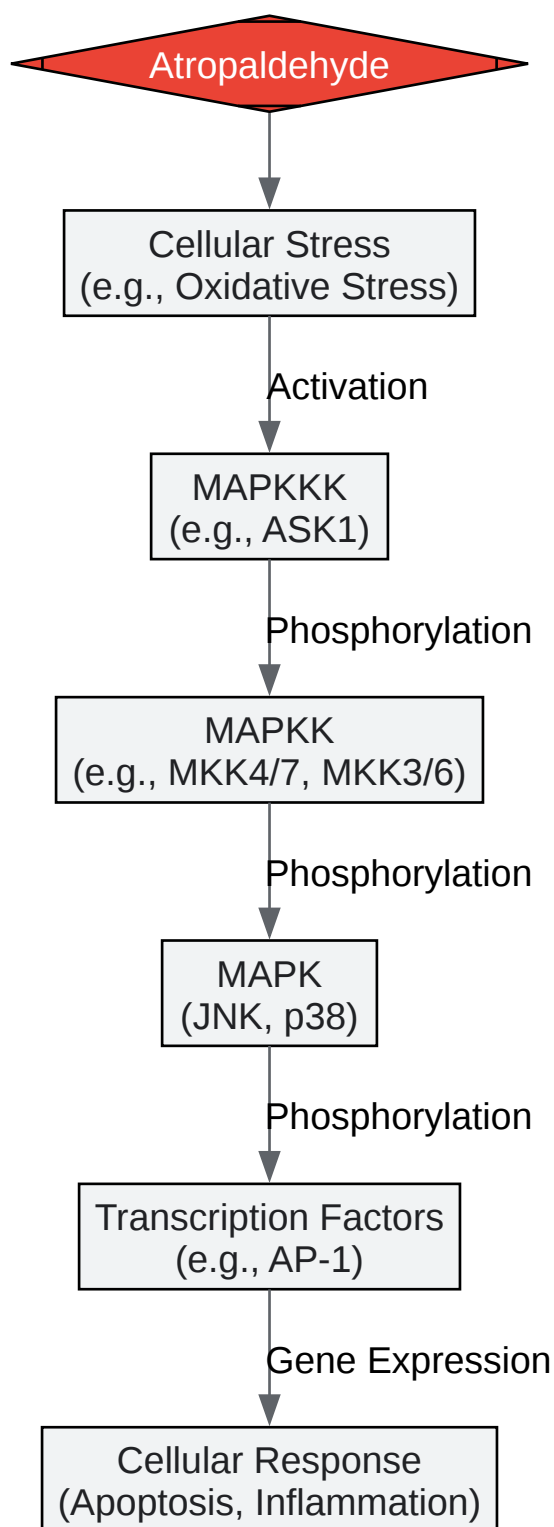 Atropaldehyde
Cellular Stress
(e.g., Oxidative Stress)
Activation
MAPKKK
(e.g., ASK1)
Phosphorylation
MAPKK
(e.g., MKK4/7, MKK3/6)
Phosphorylation
MAPK
(JNK, p38)
Phosphorylation
Transcription Factors
(e.g., AP-1)
Gene Expression
Cellular Response
(Apoptosis, Inflammation)